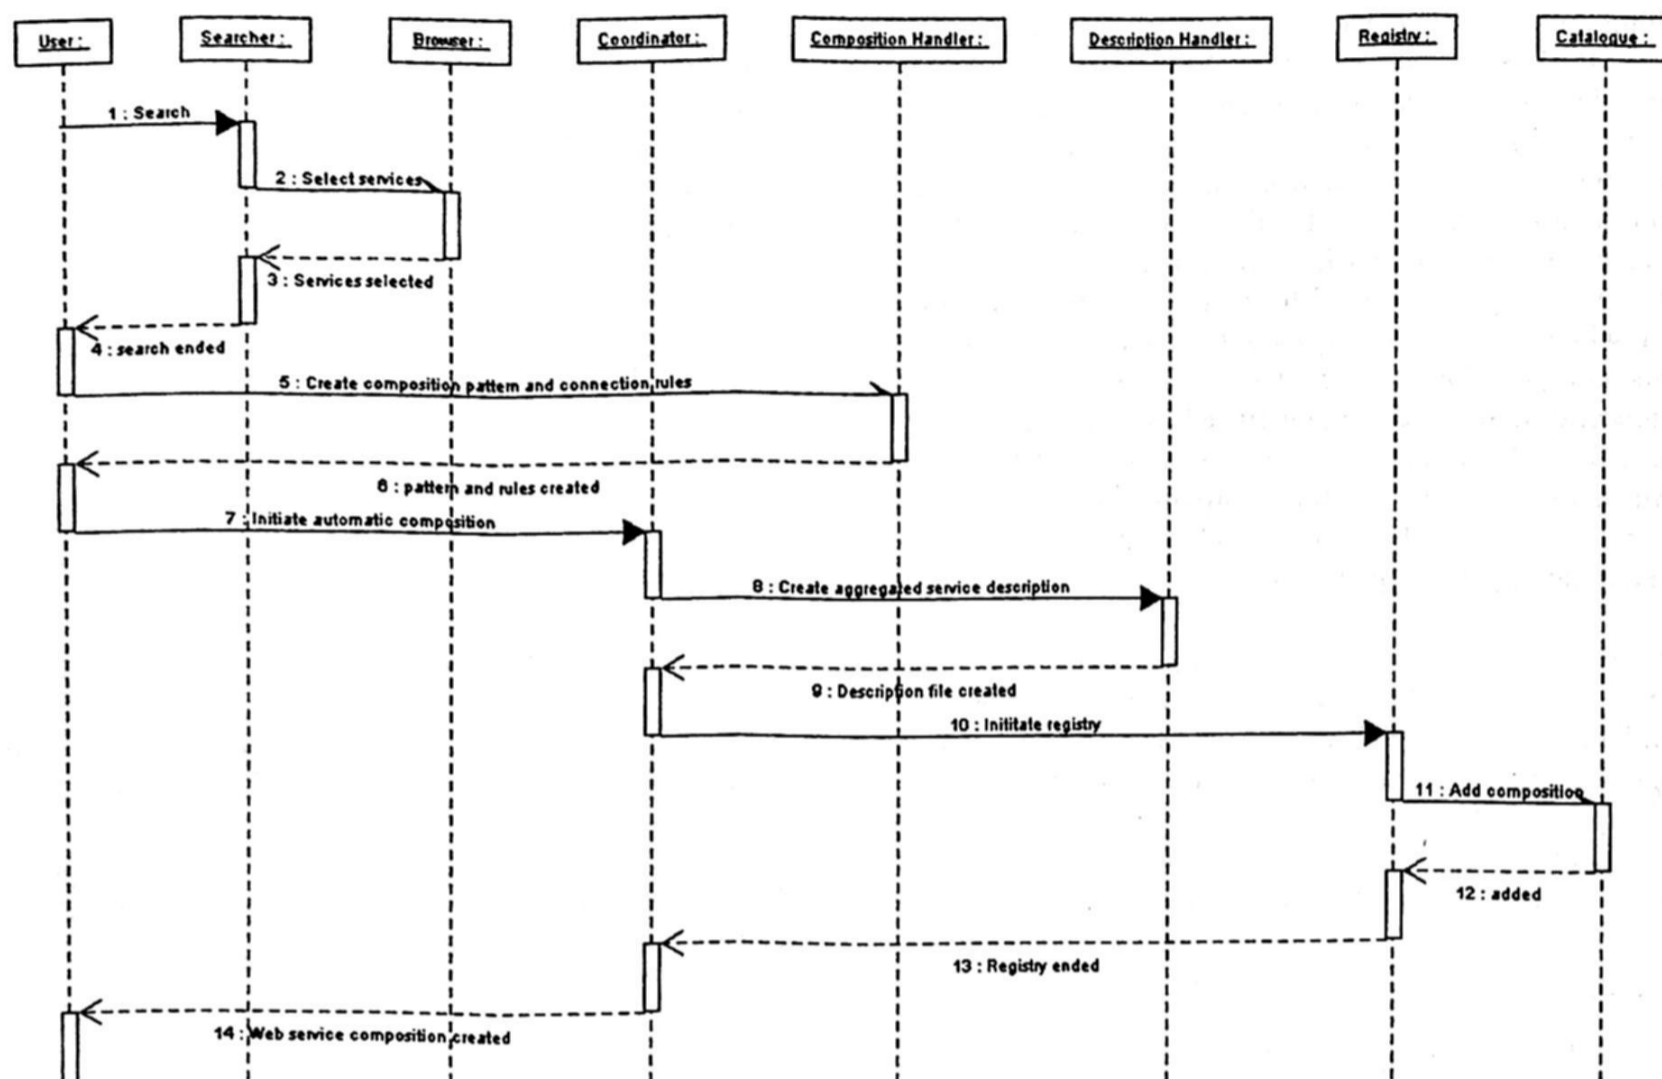 User :
Searcher :
Browser :
Coordinator :
Composition Handler :
Description Handler :
Registry :
Catalogue :
1 : Search
2 : Select services
3 : Services selected
4 : search ended
5 : Create composition pattern and connection rules
6 : pattern and rules created
7 : Initiate automatic composition
8 : Create aggregated service description
9 : Description file created
10 : Inititate registry
11 : Add composition
12 : added
13 : Registry ended
14 : Web service composition created